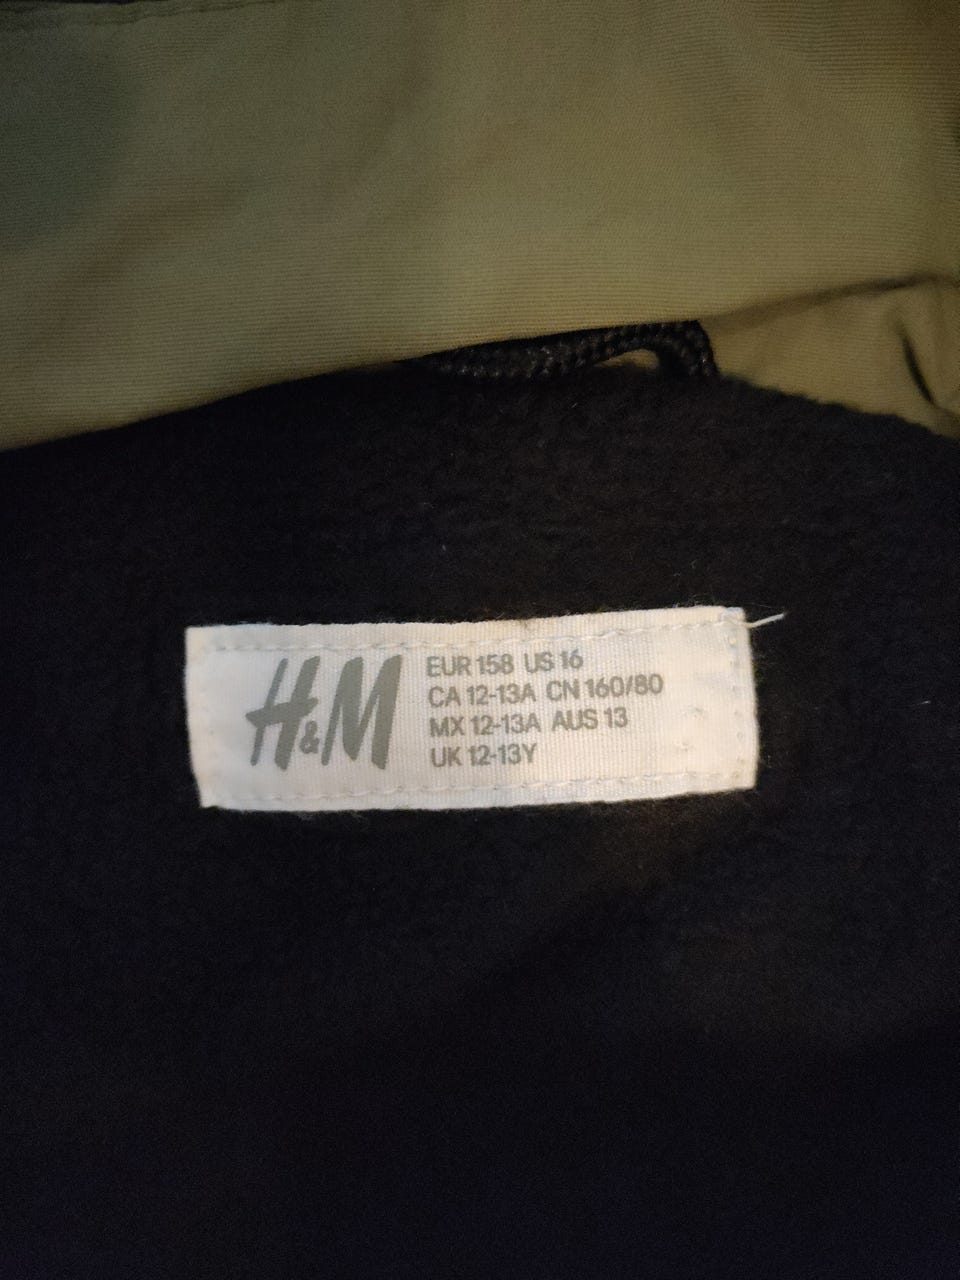 H&M
EUR 158 US 16
CA 12-13A CN 160/80
MX 12-13A AUS 13
UK 12-13Y